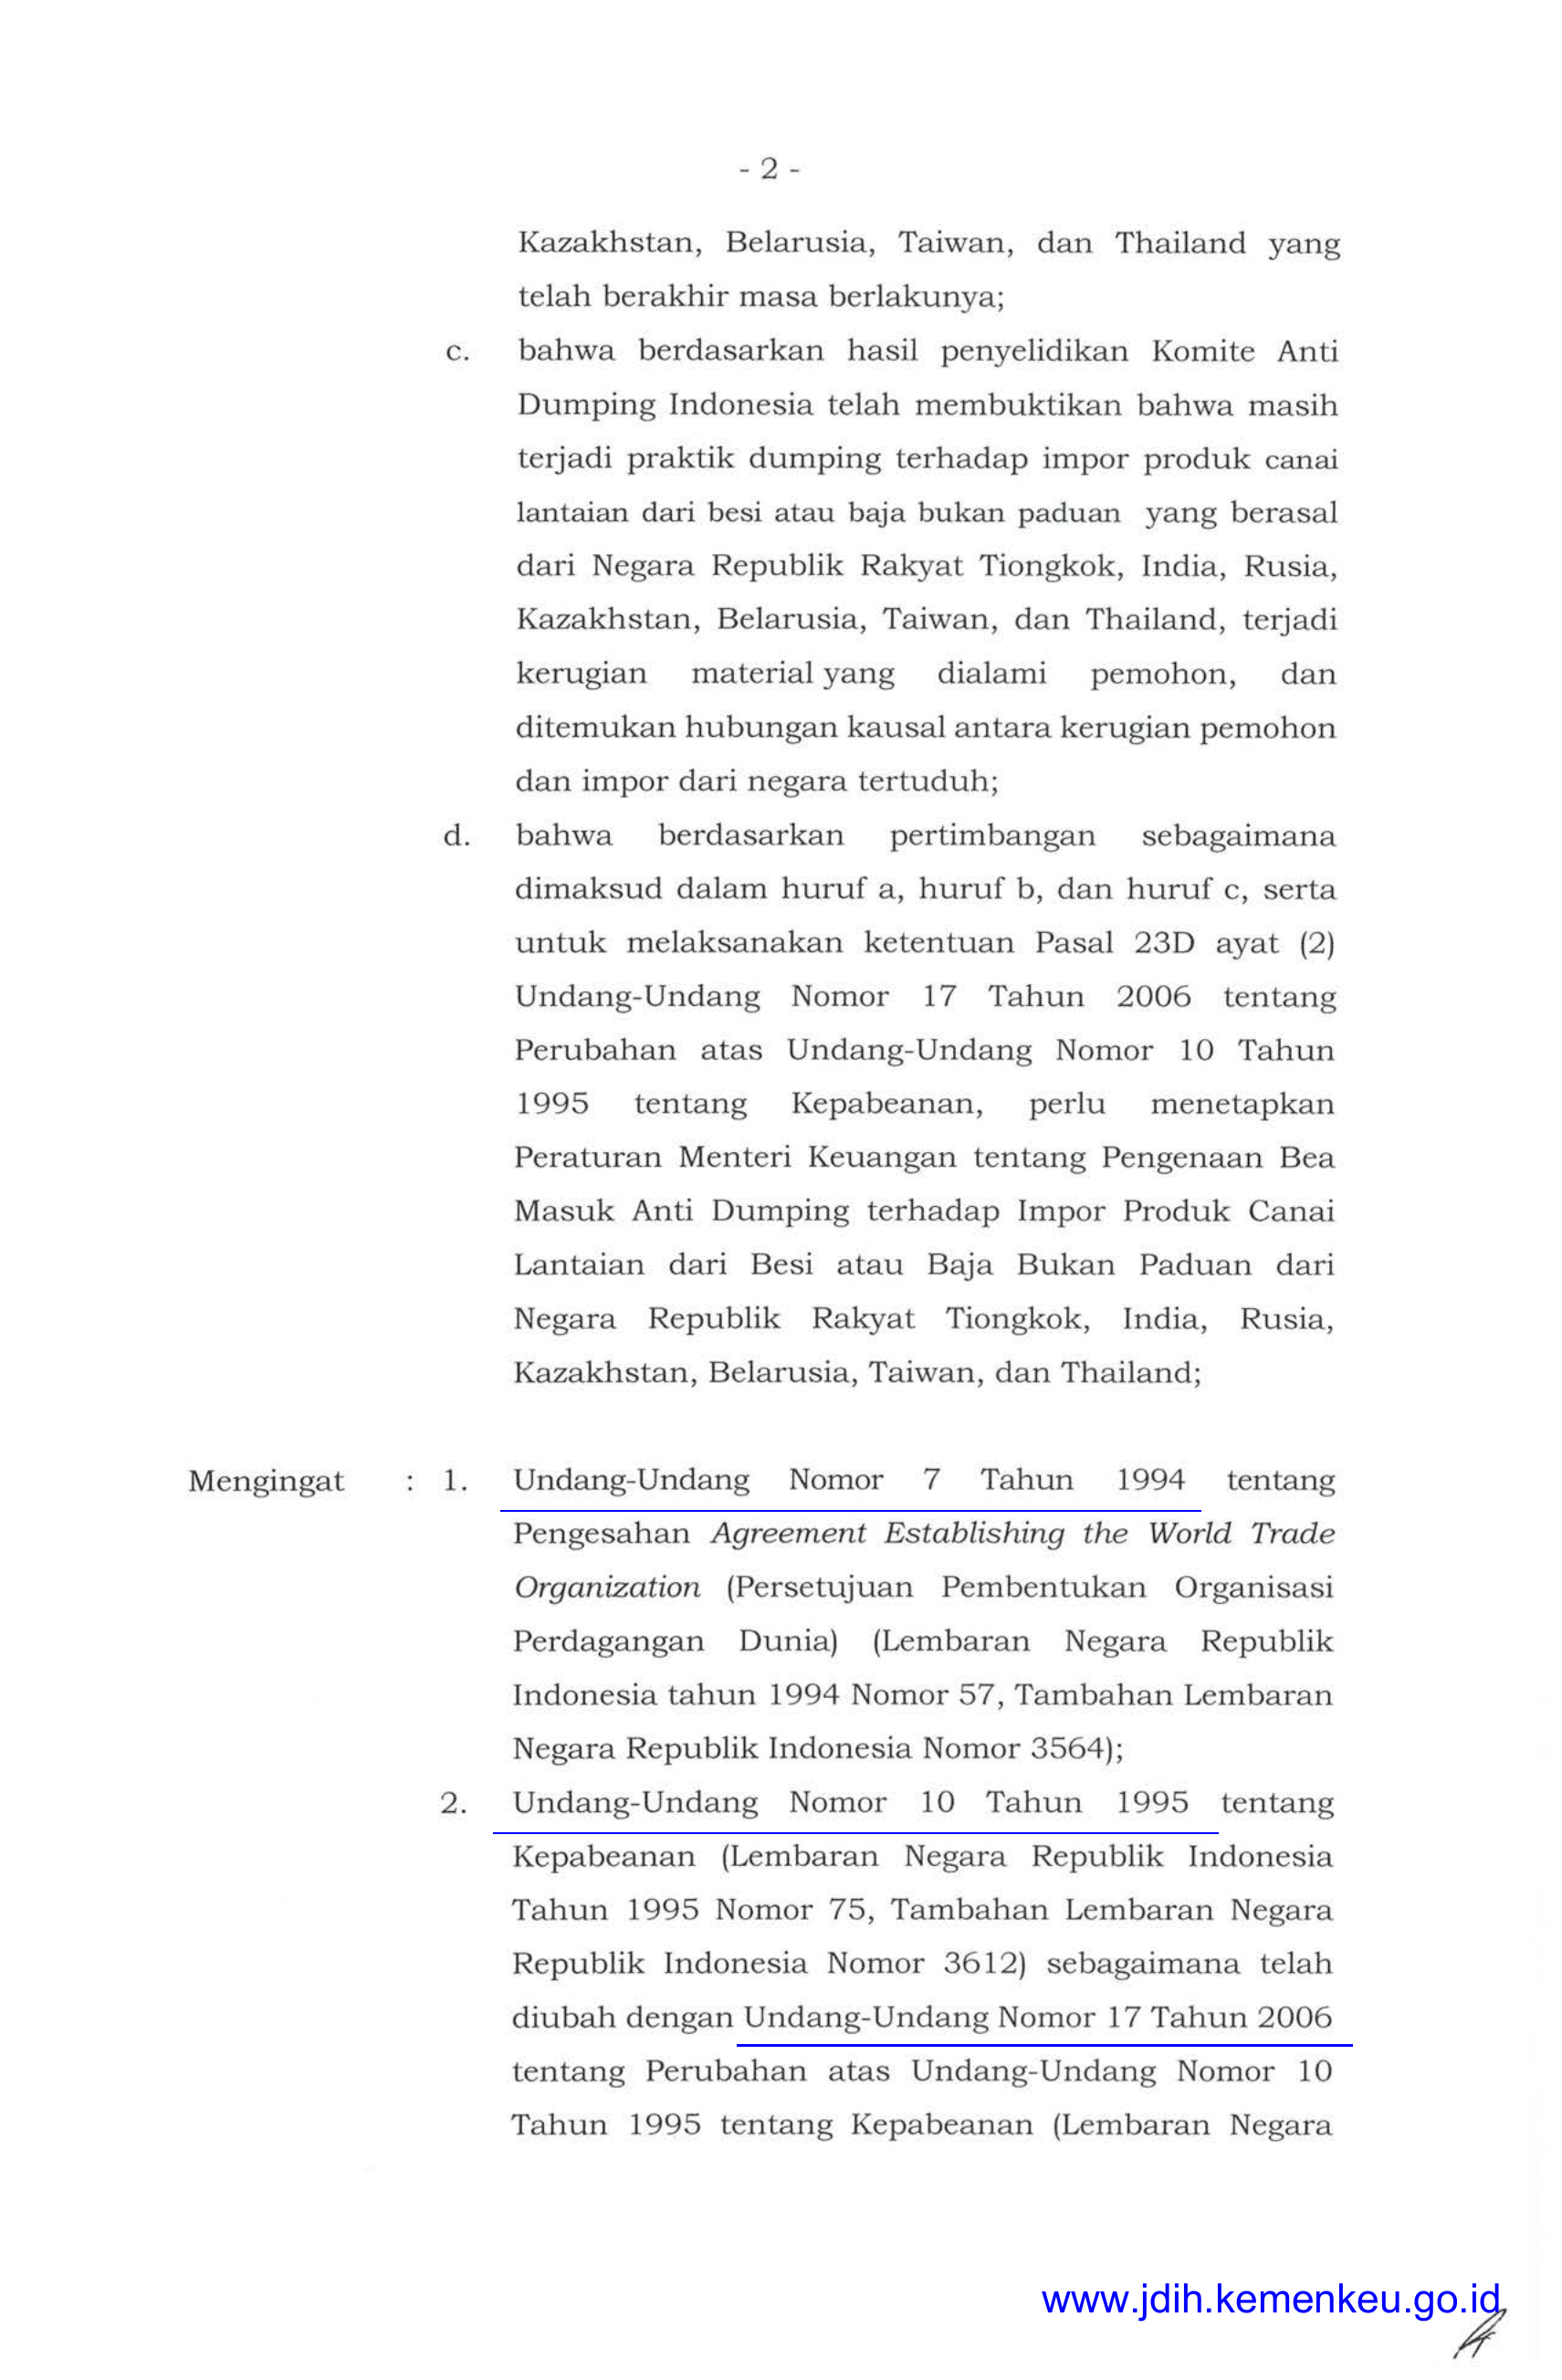 - 2 -
Kazakhstan, Belarusia, Taiwan, dan Thailand yang
telah berakhir masa berlakunya;
c. bahwa berdasarkan hasil penyelidikan Komite Anti
Dumping Indonesia telah membuktikan bahwa masih
terjadi praktik dumping terhadap impor produk canai
lantaian dari besi atau baja bukan paduan yang berasal
dari Negara Republik Rakyat Tiongkok, India, Rusia,
Kazakhstan, Belarusia, Taiwan, dan Thailand, terjadi
kerugian material yang dialami pemohon, dan
ditemukan hubungan kausal antara kerugian pemohon
dan impor dari negara tertuduh;
d. bahwa berdasarkan pertimbangan sebagaimana
dimaksud dalam huruf a, huruf b, dan huruf c, serta
untuk melaksanakan ketentuan Pasal 23D ayat (2)
Undang-Undang Nomor 17 Tahun 2006 tentang
Perubahan atas Undang-Undang Nomor 10 Tahun
1995 tentang Kepabeanan, perlu menetapkan
Peraturan Menteri Keuangan tentang Pengenaan Bea
Masuk Anti Dumping terhadap Impor Produk Canai
Lantaian dari Besi atau Baja Bukan Paduan dari
Negara Republik Rakyat Tiongkok, India, Rusia,
Kazakhstan, Belarusia, Taiwan, dan Thailand;
Mengingat : 1. Undang-Undang Nomor 7 Tahun 1994 tentang
Pengesahan Agreement Establishing the World Trade
Organization (Persetujuan Pembentukan Organisasi
Perdagangan Dunia) (Lembaran Negara Republik
Indonesia tahun 1994 Nomor 57, Tambahan Lembaran
Negara Republik Indonesia Nomor 3564);
2. Undang-Undang Nomor 10 Tahun 1995 tentang
Kepabeanan (Lembaran Negara Republik Indonesia
Tahun 1995 Nomor 75, Tambahan Lembaran Negara
Republik Indonesia Nomor 3612) sebagaimana telah
diubah dengan Undang-Undang Nomor 17 Tahun 2006
tentang Perubahan atas Undang-Undang Nomor 10
Tahun 1995 tentang Kepabeanan (Lembaran Negara
www.jdih.kemenkeu.go.id